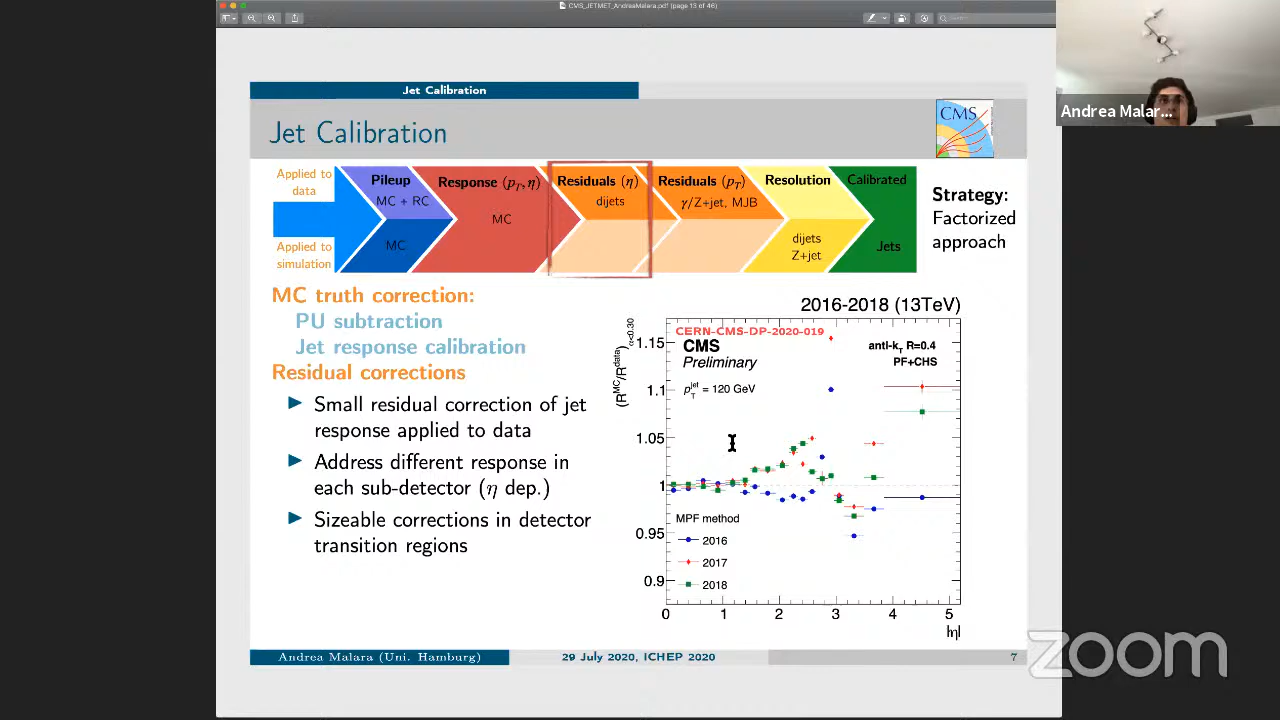 CMS_JETMET_AndreaMalara.pdf (page 13 of 46)
Andrea Malar...
Jet Calibration
Jet Calibration
CMS
Applied to
data
Applied to
simulation
Pileup
MC + RC
MC
Response (pT, η)
MC
Residuals (η)
dijets
Residuals (pT)
γ/Z+jet, MJB
Resolution
dijets
Z+jet
Calibrated
Jets
Strategy:
Factorized
approach
MC truth correction:
PU subtraction
Jet response calibration
Residual corrections
Small residual correction of jet
response applied to data
Address different response in
each sub-detector (η dep.)
Sizeable corrections in detector
transition regions
2016-2018 (13TeV)
(R^MC/R^data)α<0.30
CERN-CMS-DP-2020-019
CMS
Preliminary
pT^jet = 120 GeV
anti-kT R=0.4
PF+CHS
1.15
1.1
1.05
1
0.95
0.9
MPF method
2016
2017
2018
0 1 2 3 4 5
|η|
Andrea Malara (Uni. Hamburg)
29 July 2020, ICHEP 2020
7
zoom